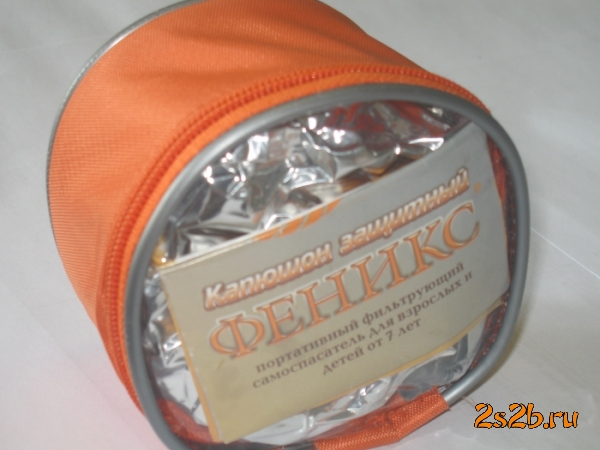 Капюшон защитный
ФЕНИКС®
портативный фильтрующий
самоспасатель для взрослых и
детей от 7 лет
2s2b.ru